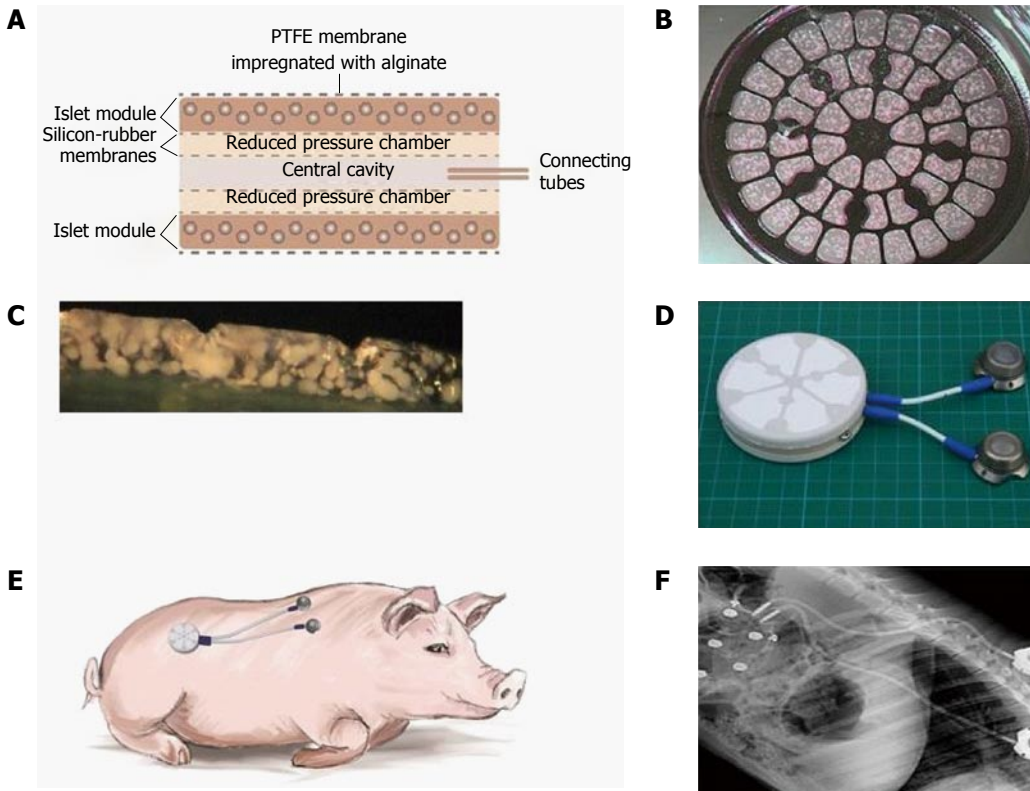 A
PTFE membrane
impregnated with alginate
Islet module
Silicon-rubber
membranes
Reduced pressure chamber
Central cavity
Reduced pressure chamber
Connecting
tubes
Islet module
B
C
D
E
F